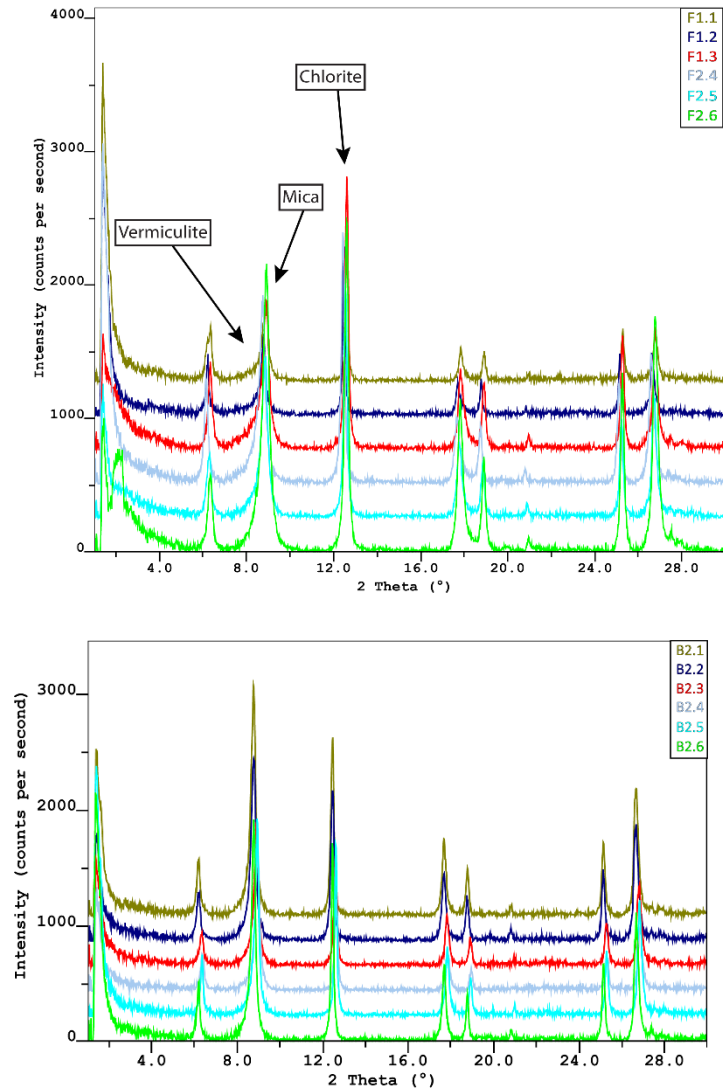 4000
3000
2000
1000
0
Intensity (counts per second)
Chlorite
Mica
Vermiculite
F1.1
F1.2
F1.3
F2.4
F2.5
F2.6
4.0 8.0 12.0 16.0 20.0 24.0 28.0
2 Theta (°)
3000
2000
1000
0
Intensity (counts per second)
B2.1
B2.2
B2.3
B2.4
B2.5
B2.6
4.0 8.0 12.0 16.0 20.0 24.0 28.0
2 Theta (°)